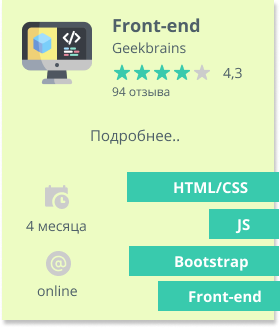 Front-end
Geekbrains
4,3
94 отзыва
Подробнее..
HTML/CSS
4 месяца
JS
Bootstrap
online
Front-end